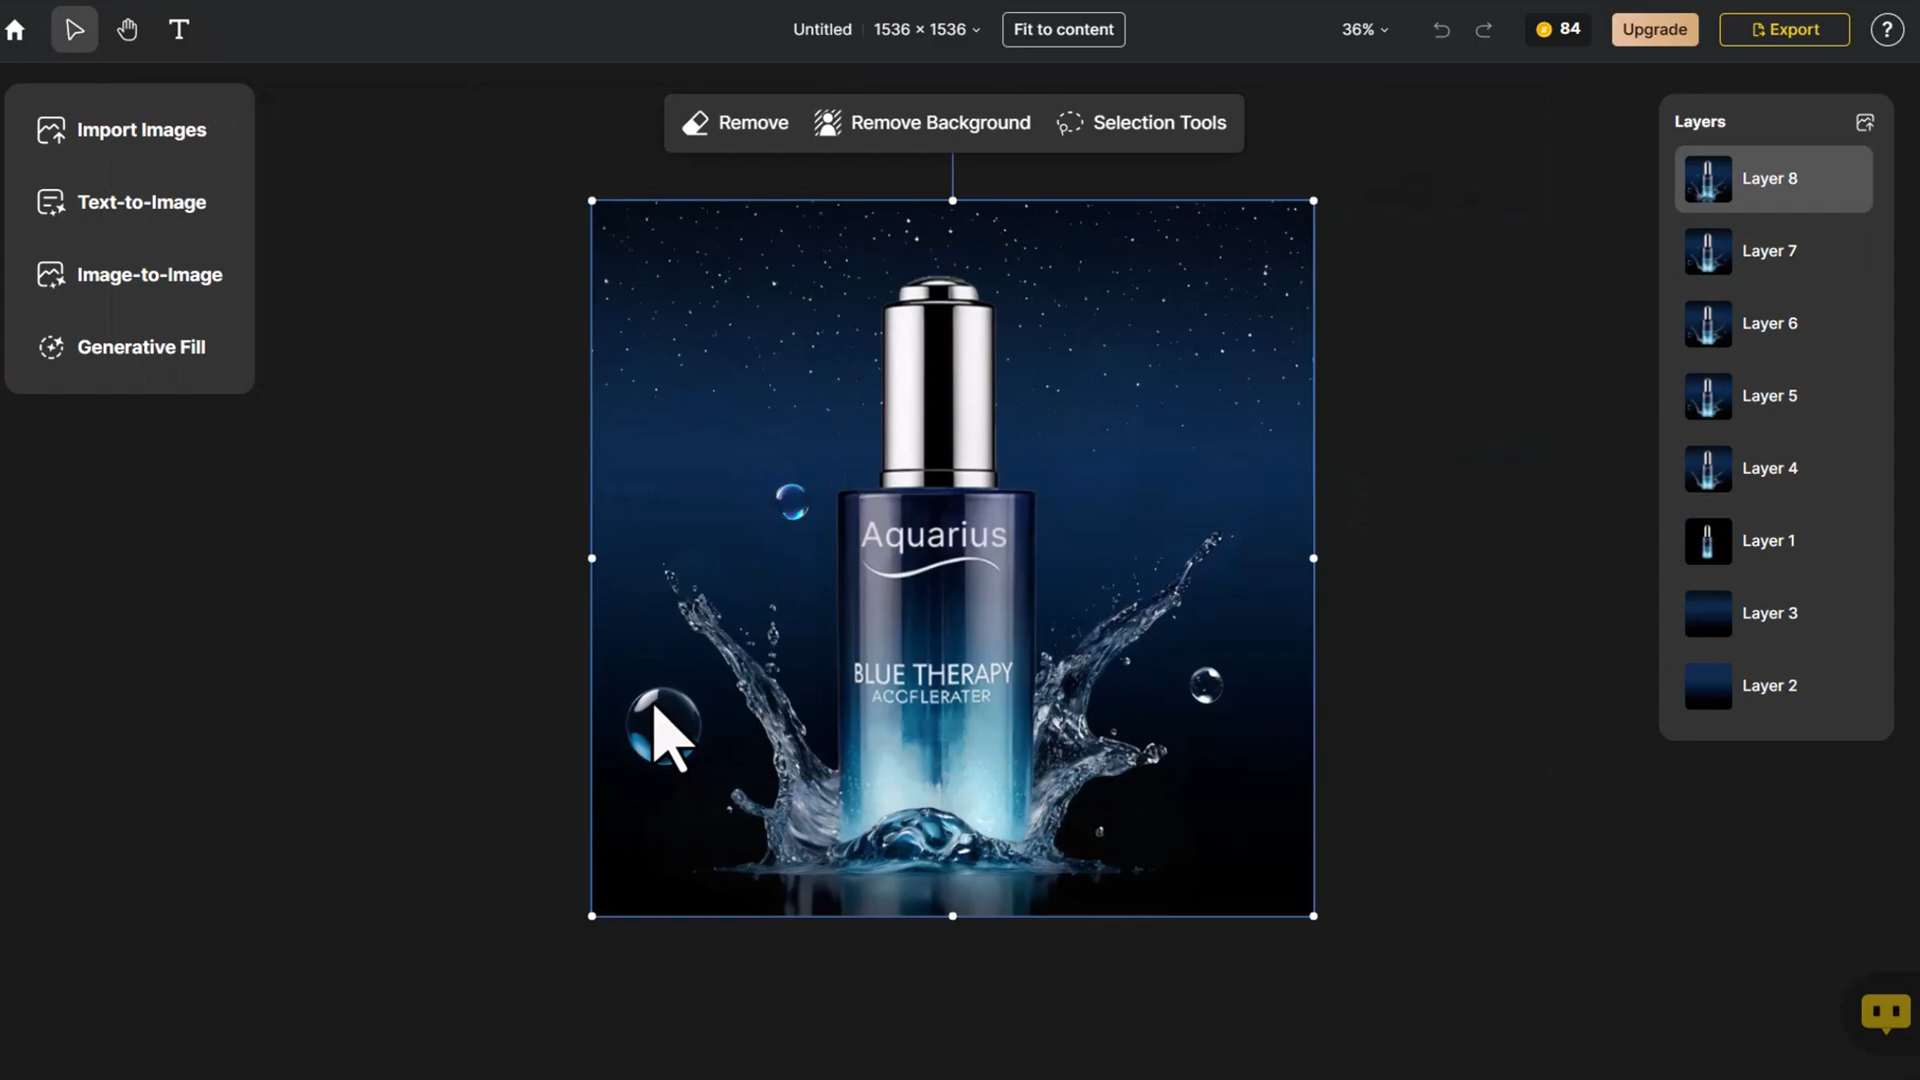 Untitled
1536 × 1536
Fit to content
36%
84
Upgrade
Export
?
Import Images
Text-to-Image
Image-to-Image
Generative Fill
Remove
Remove Background
Selection Tools
Aquarius
BLUE THERAPY
ACCFLERATER
Layers
Layer 8
Layer 7
Layer 6
Layer 5
Layer 4
Layer 1
Layer 3
Layer 2